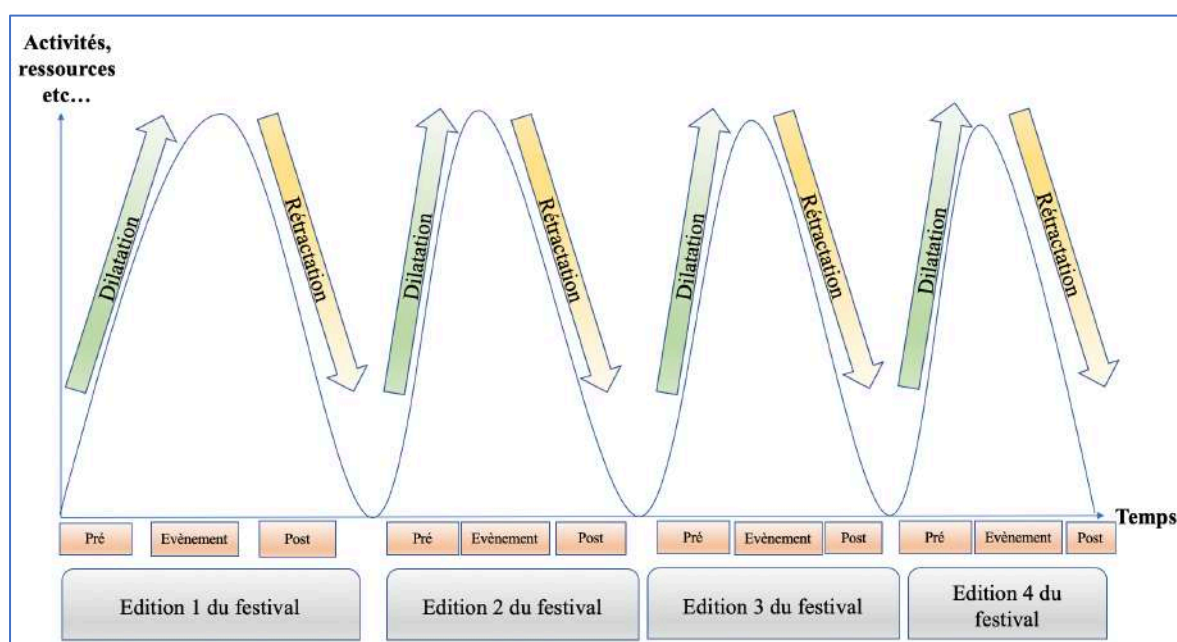 Activités,
ressources
etc…
Dilatation
Rétractation
Dilatation
Rétractation
Dilatation
Rétractation
Dilatation
Rétractation
Temps
Pré
Evènement
Post
Pré
Evènement
Post
Pré
Evènement
Post
Pré
Evènement
Post
Edition 1 du festival
Edition 2 du festival
Edition 3 du festival
Edition 4 du
festival